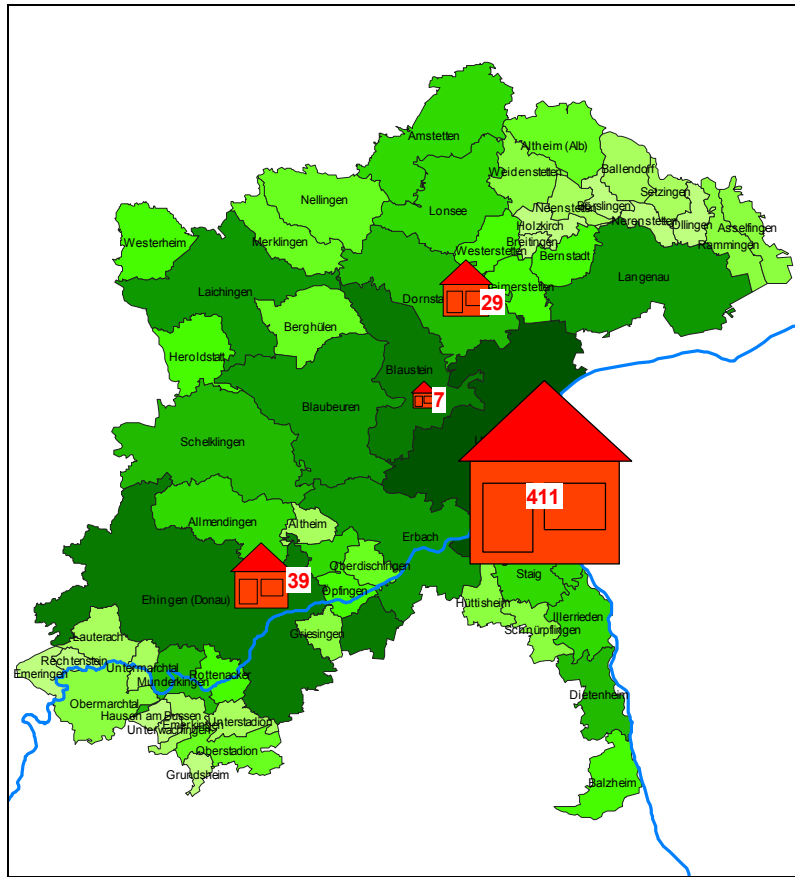 Amstetten
Altheim (Alb)
Ballendorf
Weidenstetten
Setzingen
Nellingen
Lonsee
Neenstetten
Börslingen
Nerenstetten
Öllingen
Asselfingen
Holzkirch
Rammingen
Westerheim
Merklingen
Westerstetten
Breitingen
Bernstadt
Langenau
Laichingen
Dornsta
29
eimerstetten
Berghülen
Heroldstatt
Blaustein
7
Blaubeuren
Schelklingen
411
Allmendingen
Altheim
Erbach
Oberdischingen
Staig
39
Öpfingen
Ehingen (Donau)
Hüttisheim
Illerrieden
Griesingen
Schnürpflingen
Lauterach
Rechtenstein
Untermarchtal
Emeringen
Munderkingen
Rottenacker
Dietenheim
Obermarchtal
Hausen am Bussen
Emerkingen
Unterstadion
Unterwachingen
Oberstadion
Grundsheim
Balzheim